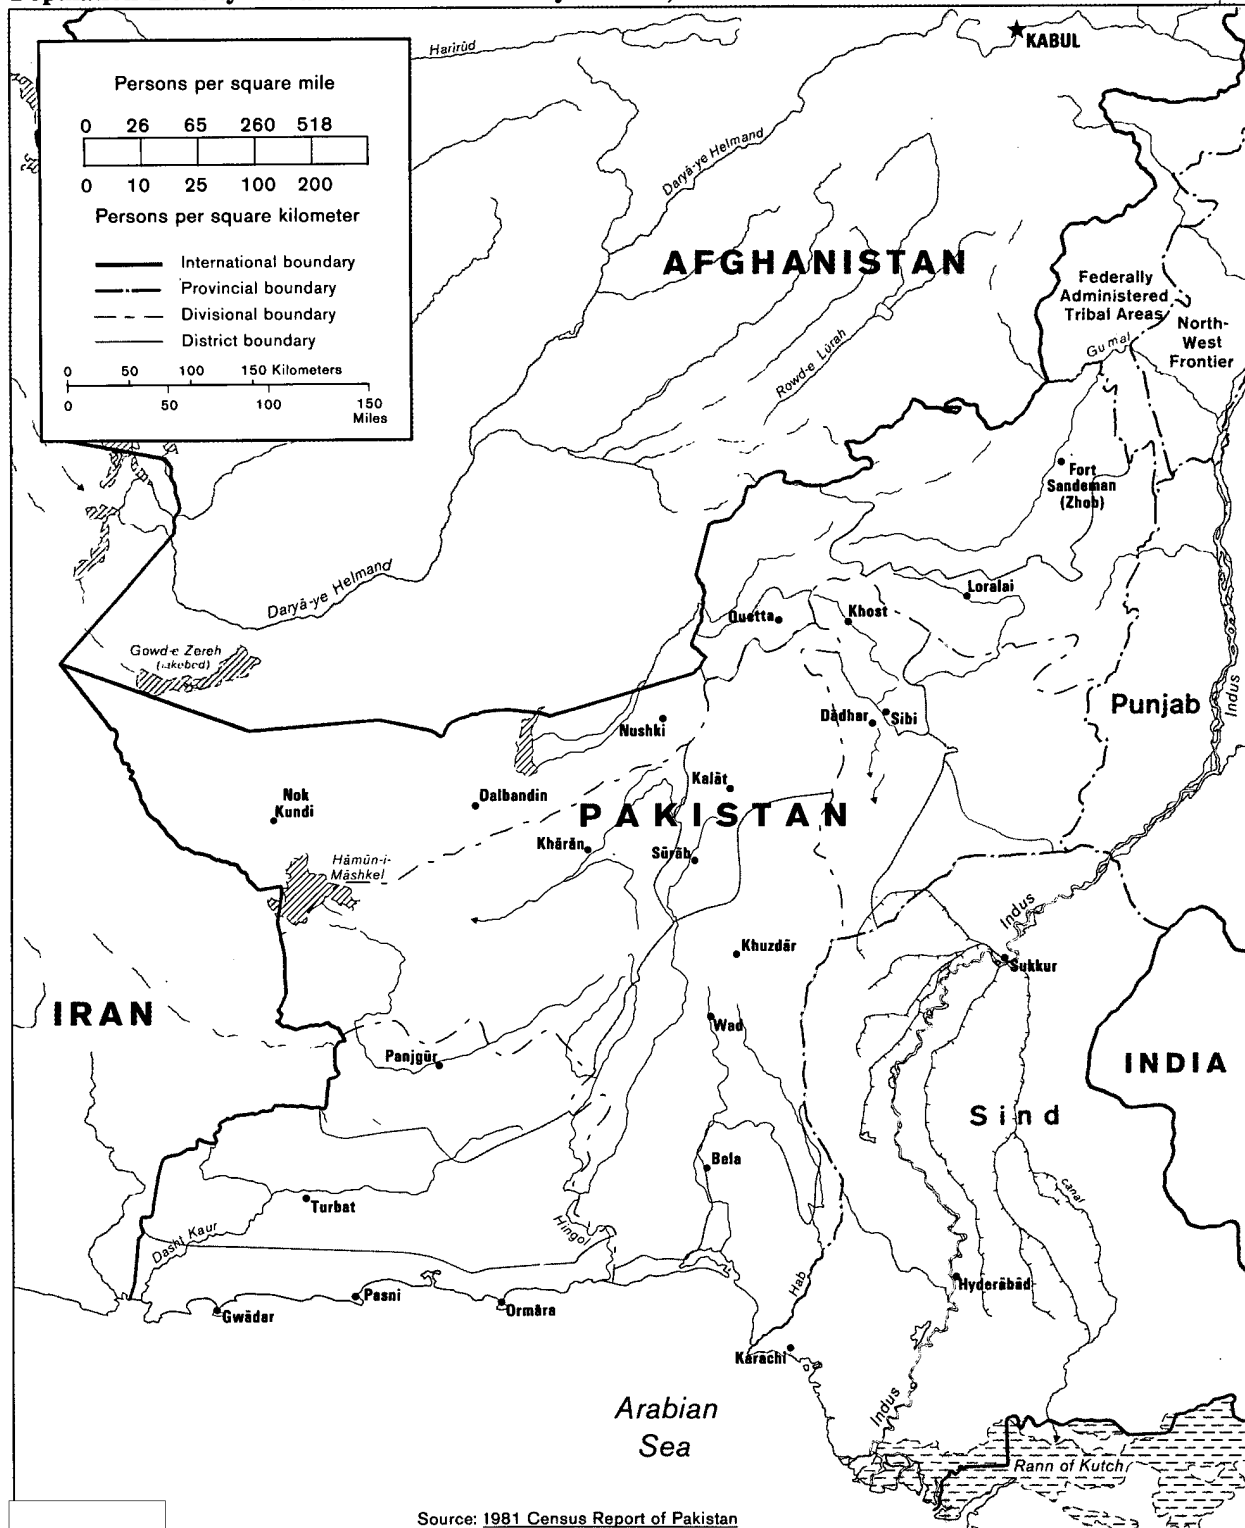 Harirūd
KABUL
Persons per square mile
0 26 65 260 518
0 10 25 100 200
Persons per square kilometer
International boundary
Provincial boundary
Divisional boundary
District boundary
0 50 100 150 Kilometers
0 50 100 150
Miles
Daryā-ye Helmand
AFGHANISTAN
Federally
Administered
Tribal Areas
North-
West
Frontier
Gumal
Rowd-e Lūrah
Fort
Sandeman
(Zhob)
Daryā-ye Helmand
Loralai
Quetta
Khost
Gowd-e Zereh
(lakebed)
Punjab
Indus
Nushki
Dādhar
Sibi
Kalāt
Nok
Kundi
Dalbandin
PAKISTAN
Khārān
Sūrāb
Hāmūn-i-
Māshkel
Indus
Khuzdār
Sukkur
IRAN
Wad
Panjgūr
INDIA
Sind
Bela
canal
Turbat
Dasht Kaur
Hingol
Hab
Hyderābād
Pasni
Gwādar
Ormāra
Karachi
Arabian
Sea
Indus
Rann of Kutch
Source: 1981 Census Report of Pakistan